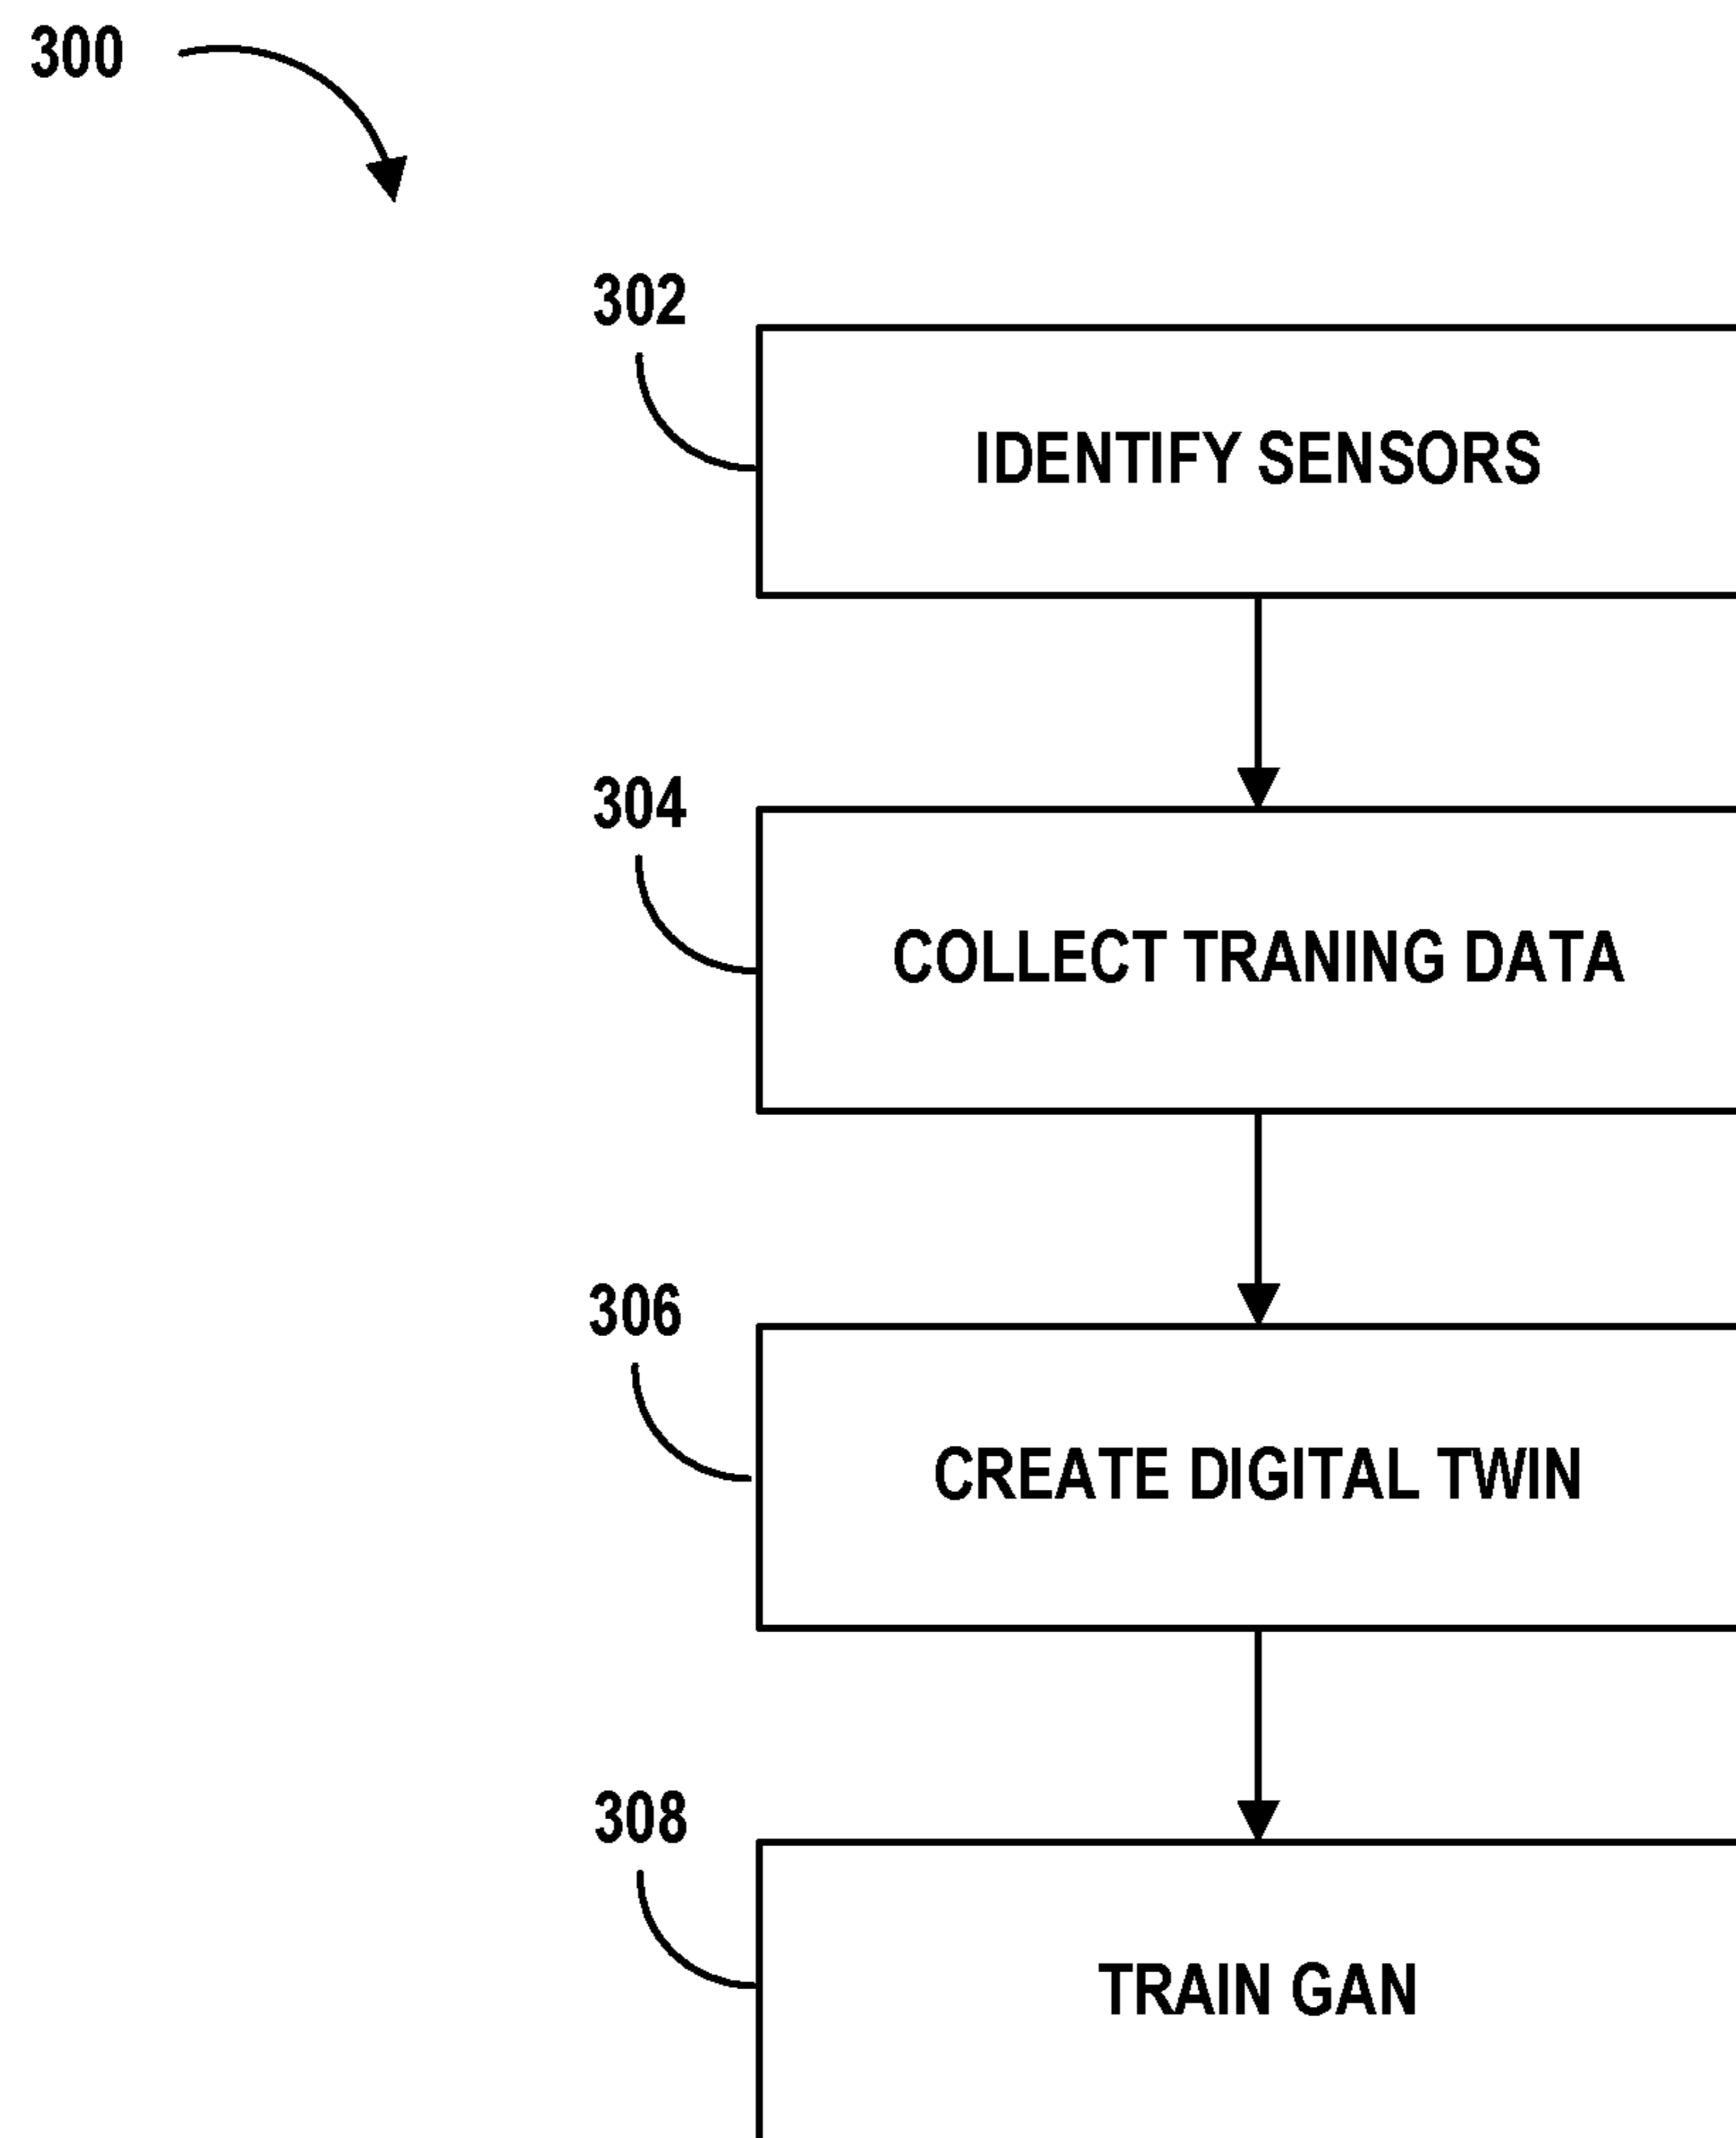 300
302
IDENTIFY SENSORS
304
COLLECT TRANING DATA
306
CREATE DIGITAL TWIN
308
TRAIN GAN